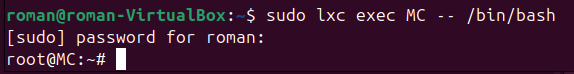 roman@roman-VirtualBox:~$ sudo lxc exec MC -- /bin/bash
[sudo] password for roman:
root@MC:~#